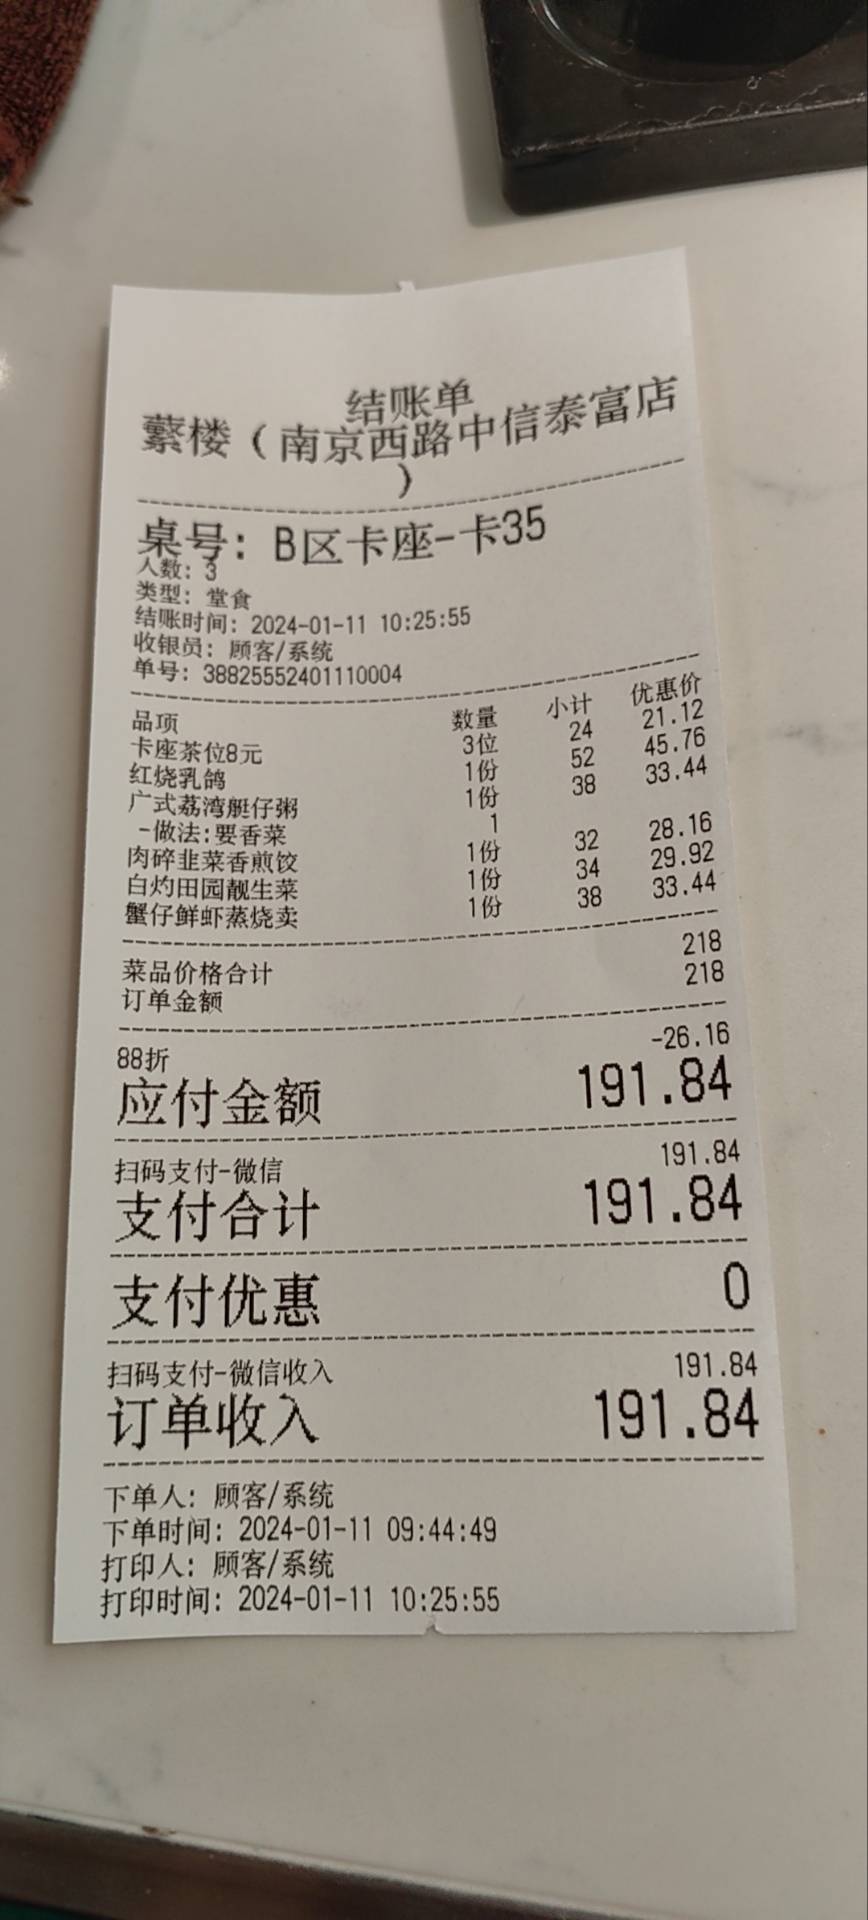 结账单
蘩楼（南京西路中信泰富店
）
桌号: B区卡座-卡35
人数: 3
类型: 堂食
结账时间: 2024-01-11 10:25:55
收银员: 顾客/系统
单号: 38825552401110004
品项 数量 小计 优惠价
卡座茶位8元 3位 24 21.12
红烧乳鸽 1份 52 45.76
广式荔湾艇仔粥 1份 38 33.44
-做法:要香菜 1
肉碎韭菜香煎饺 1份 32 28.16
白灼田园靓生菜 1份 34 29.92
蟹仔鲜虾蒸烧卖 1份 38 33.44
菜品价格合计 218
订单金额 218
88折 -26.16
应付金额 191.84
扫码支付-微信 191.84
支付合计 191.84
支付优惠 0
扫码支付-微信收入 191.84
订单收入 191.84
下单人: 顾客/系统
下单时间: 2024-01-11 09:44:49
打印人: 顾客/系统
打印时间: 2024-01-11 10:25:55